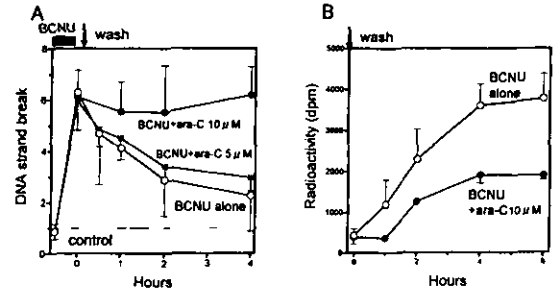 A
BCNU
wash
DNA strand break
8
6
4
2
0
BCNU+ara-C 10 μM
BCNU+ara-C 5 μM
BCNU alone
control
0 1 2 3 4
Hours
B
wash
Radioactivity (dpm)
5000
4000
3000
2000
1000
0
BCNU
alone
BCNU
+ara-C10 μM
0 2 4 6
Hours